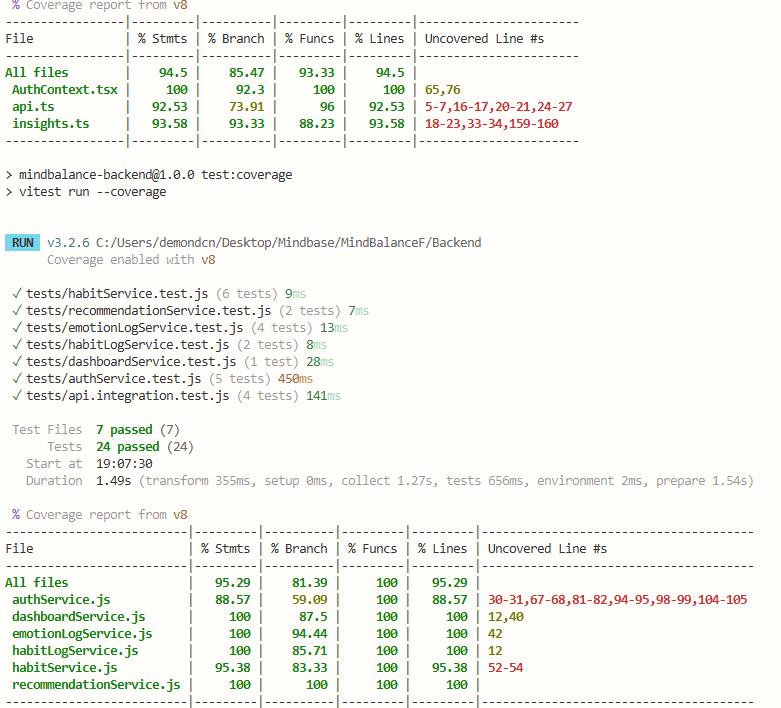 % Coverage report from v8
---------------|---------|----------|---------|---------|-----------------------
File           | % Stmts | % Branch | % Funcs | % Lines | Uncovered Line #s
---------------|---------|----------|---------|---------|-----------------------
All files      |    94.5 |    85.47 |   93.33 |    94.5 |
 AuthContext.tsx |     100 |     92.3 |     100 |     100 | 65,76
 api.ts        |   92.53 |    73.91 |      96 |   92.53 | 5-7,16-17,20-21,24-27
 insights.ts   |   93.58 |    93.33 |   88.23 |   93.58 | 18-23,33-34,159-160
---------------|---------|----------|---------|---------|-----------------------
> mindbalance-backend@1.0.0 test:coverage
> vitest run --coverage
RUN v3.2.6 C:/Users/demondcn/Desktop/Mindbase/MindBalanceF/Backend
Coverage enabled with v8
✓ tests/habitService.test.js (6 tests) 9ms
✓ tests/recommendationService.test.js (2 tests) 7ms
✓ tests/emotionLogService.test.js (4 tests) 13ms
✓ tests/habitLogService.test.js (2 tests) 8ms
✓ tests/dashboardService.test.js (1 test) 28ms
✓ tests/authService.test.js (5 tests) 450ms
✓ tests/api.integration.test.js (4 tests) 141ms
Test Files 7 passed (7)
Tests 24 passed (24)
Start at 19:07:30
Duration 1.49s (transform 355ms, setup 0ms, collect 1.27s, tests 656ms, environment 2ms, prepare 1.54s)
% Coverage report from v8
--------------------------|---------|----------|---------|---------|--------------------------------
File                      | % Stmts | % Branch | % Funcs | % Lines | Uncovered Line #s
--------------------------|---------|----------|---------|---------|--------------------------------
All files                 |   95.29 |    81.39 |     100 |   95.29 |
 authService.js           |   88.57 |    59.09 |     100 |   88.57 | 30-31,67-68,81-82,94-95,98-99,104-105
 dashboardService.js      |     100 |     87.5 |     100 |     100 | 12,40
 emotionLogService.js     |     100 |    94.44 |     100 |     100 | 42
 habitLogService.js       |     100 |    85.71 |     100 |     100 | 12
 habitService.js          |   95.38 |    83.33 |     100 |   95.38 | 52-54
 recommendationService.js |     100 |      100 |     100 |     100 |
--------------------------|---------|----------|---------|---------|--------------------------------